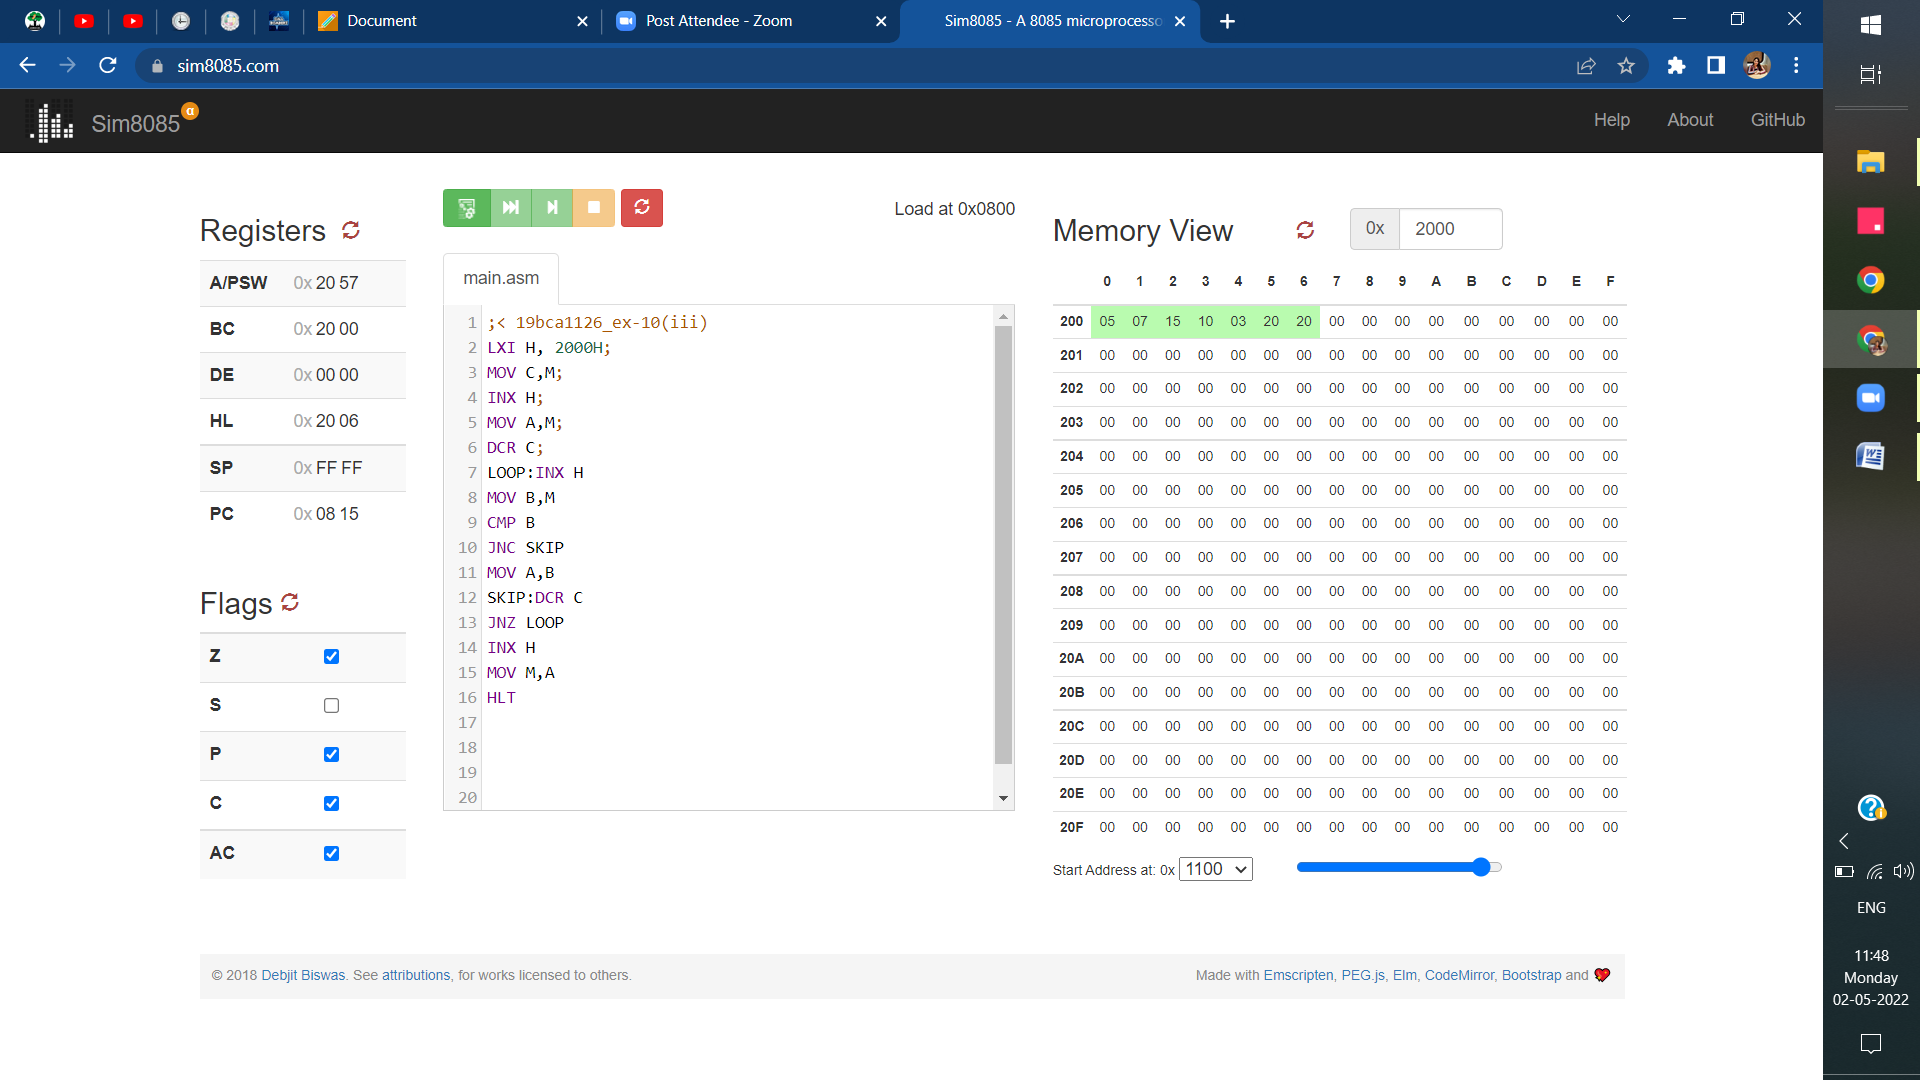 Document
Post Attendee - Zoom
Sim8085 - A 8085 microprocesso
sim8085.com
Sim8085 α
Help About GitHub
Registers
A/PSW 0x 20 57
BC 0x 20 00
DE 0x 00 00
HL 0x 20 06
SP 0x FF FF
PC 0x 08 15
Flags
Z
S
P
C
AC
Load at 0x0800
main.asm
1 ;< 19bca1126_ex-10(iii)
2 LXI H, 2000H;
3 MOV C,M;
4 INX H;
5 MOV A,M;
6 DCR C;
7 LOOP:INX H
8 MOV B,M
9 CMP B
10 JNC SKIP
11 MOV A,B
12 SKIP:DCR C
13 JNZ LOOP
14 INX H
15 MOV M,A
16 HLT
17
18
19
20
Memory View
0x 2000
0 1 2 3 4 5 6 7 8 9 A B C D E F
200 05 07 15 10 03 20 20 00 00 00 00 00 00 00 00 00
201 00 00 00 00 00 00 00 00 00 00 00 00 00 00 00 00
202 00 00 00 00 00 00 00 00 00 00 00 00 00 00 00 00
203 00 00 00 00 00 00 00 00 00 00 00 00 00 00 00 00
204 00 00 00 00 00 00 00 00 00 00 00 00 00 00 00 00
205 00 00 00 00 00 00 00 00 00 00 00 00 00 00 00 00
206 00 00 00 00 00 00 00 00 00 00 00 00 00 00 00 00
207 00 00 00 00 00 00 00 00 00 00 00 00 00 00 00 00
208 00 00 00 00 00 00 00 00 00 00 00 00 00 00 00 00
209 00 00 00 00 00 00 00 00 00 00 00 00 00 00 00 00
20A 00 00 00 00 00 00 00 00 00 00 00 00 00 00 00 00
20B 00 00 00 00 00 00 00 00 00 00 00 00 00 00 00 00
20C 00 00 00 00 00 00 00 00 00 00 00 00 00 00 00 00
20D 00 00 00 00 00 00 00 00 00 00 00 00 00 00 00 00
20E 00 00 00 00 00 00 00 00 00 00 00 00 00 00 00 00
20F 00 00 00 00 00 00 00 00 00 00 00 00 00 00 00 00
Start Address at: 0x 1100
© 2018 Debjit Biswas. See attributions, for works licensed to others.
Made with Emscripten, PEG.js, Elm, CodeMirror, Bootstrap and
ENG
11:48
Monday
02-05-2022